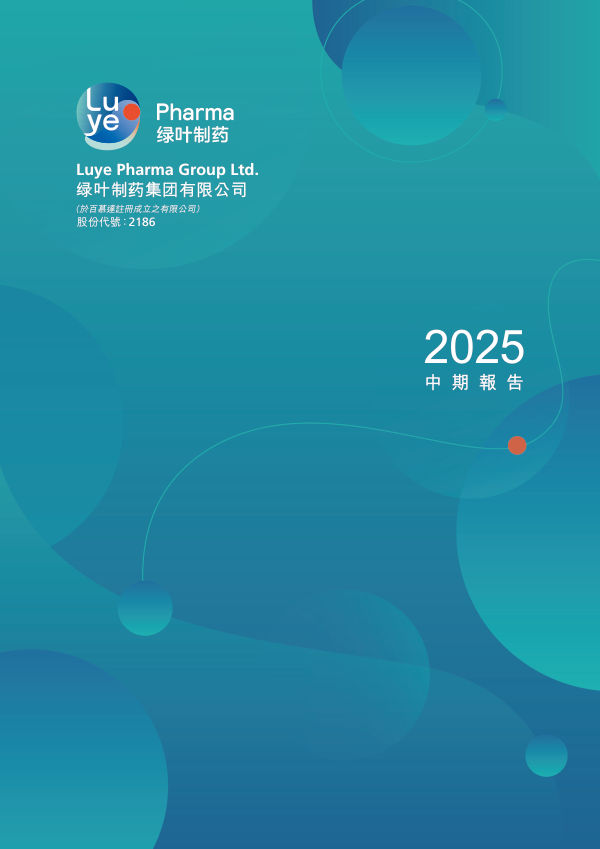 Lu
ye
Pharma
绿叶制药
Luye Pharma Group Ltd.
绿叶制药集团有限公司
(於百慕達註冊成立之有限公司)
股份代號：2186
2025
中期報告